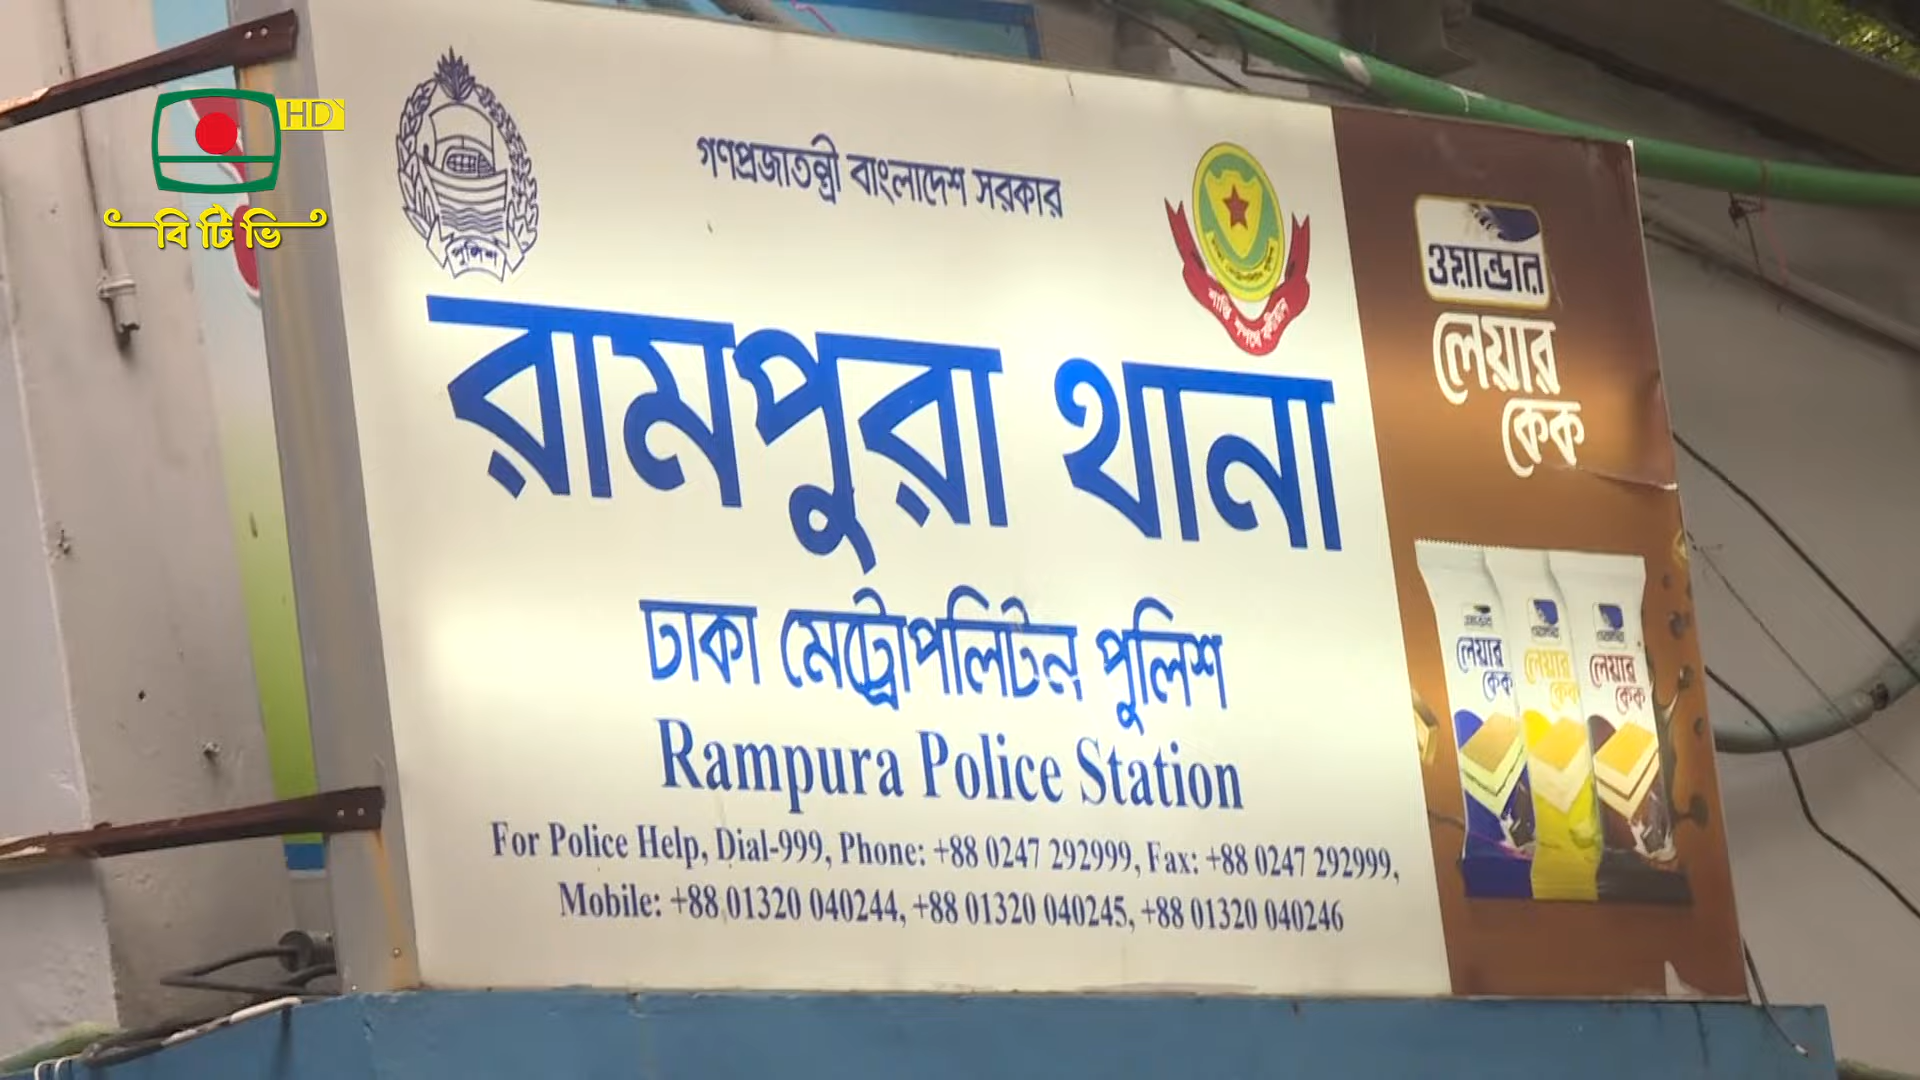 HD
বিটিভি
গণপ্রজাতন্ত্রী বাংলাদেশ সরকার
পুলিশ
রামপুরা থানা
ঢাকা মেট্রোপলিটন পুলিশ
Rampura Police Station
For Police Help, Dial-999, Phone: +88 0247 292999, Fax: +88 0247 292999,
Mobile: +88 01320 040244, +88 01320 040245, +88 01320 040246
ওয়ান্ডার
লেয়ার
কেক
লেয়ার
কেক
লেয়ার
কেক
লেয়ার
কেক